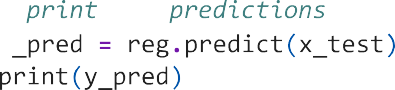 print predictions
_pred = reg.predict(x_test)
print(y_pred)